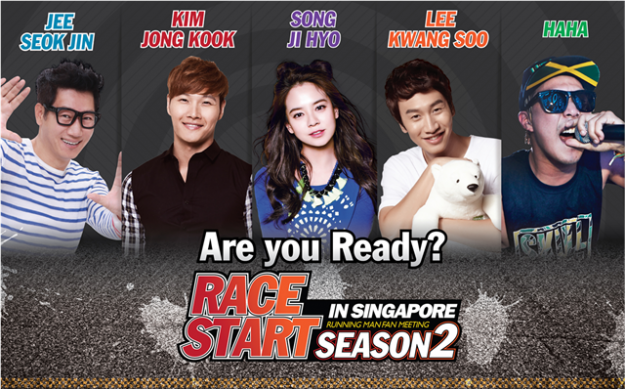 JEE
SEOK JIN
KIM
JONG KOOK
SONG
JI HYO
LEE
KWANG SOO
HAHA
SKILL
Are you Ready?
RACE
START
IN SINGAPORE
RUNNING MAN FAN MEETING
SEASON2